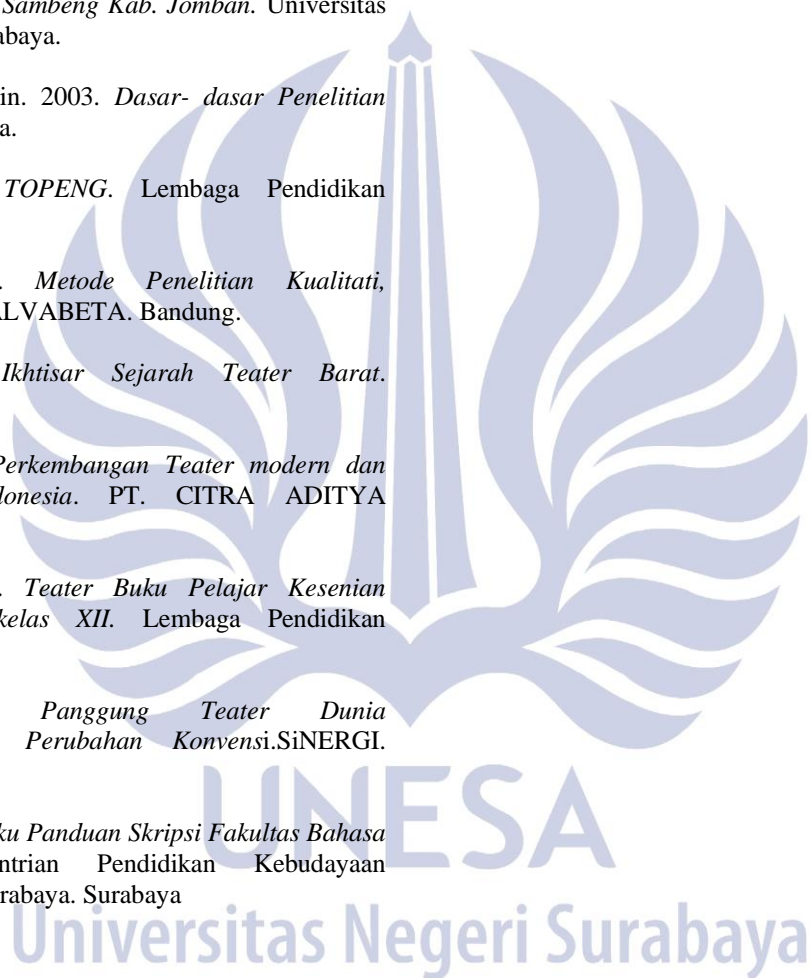 Sambeng Kab. Jomban. Universitas
abaya.
in. 2003. Dasar- dasar Penelitian
a.
TOPENG. Lembaga Pendidikan
. Metode Penelitian Kualitati,
ALVABETA. Bandung.
Ikhtisar Sejarah Teater Barat.
Perkembangan Teater modern dan
donesia. PT. CITRA ADITYA
. Teater Buku Pelajar Kesenian
kelas XII. Lembaga Pendidikan
Panggung Teater Dunia
Perubahan Konvensi.SiNERGI.
ku Panduan Skripsi Fakultas Bahasa
ntrian Pendidikan Kebudayaan
urabaya. Surabaya
UNESA
Universitas Negeri Surabaya